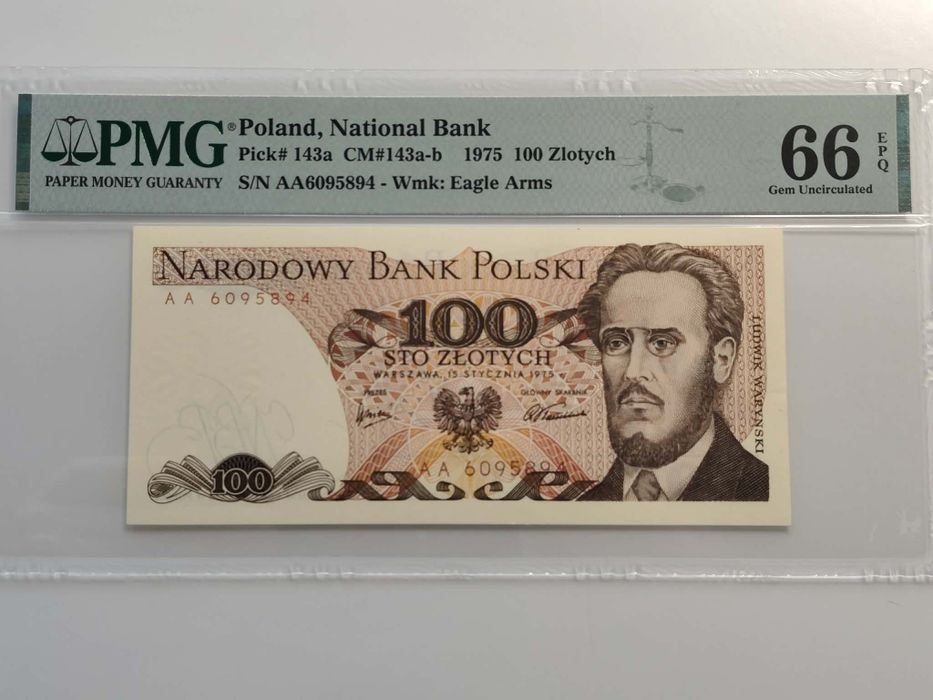 PMG®
PAPER MONEY GUARANTY
Poland, National Bank
Pick# 143a CM#143a-b 1975 100 Zlotych
S/N AA6095894 - Wmk: Eagle Arms
66
EPQ
Gem Uncirculated
NARODOWY BANK POLSKI
AA 6095894
100
STO ZŁOTYCH
WARSZAWA, 15 STYCZNIA 1975 r.
PREZES
GŁÓWNY SKARBNIK
AA 6095894
100
LUDWIK WARYŃSKI